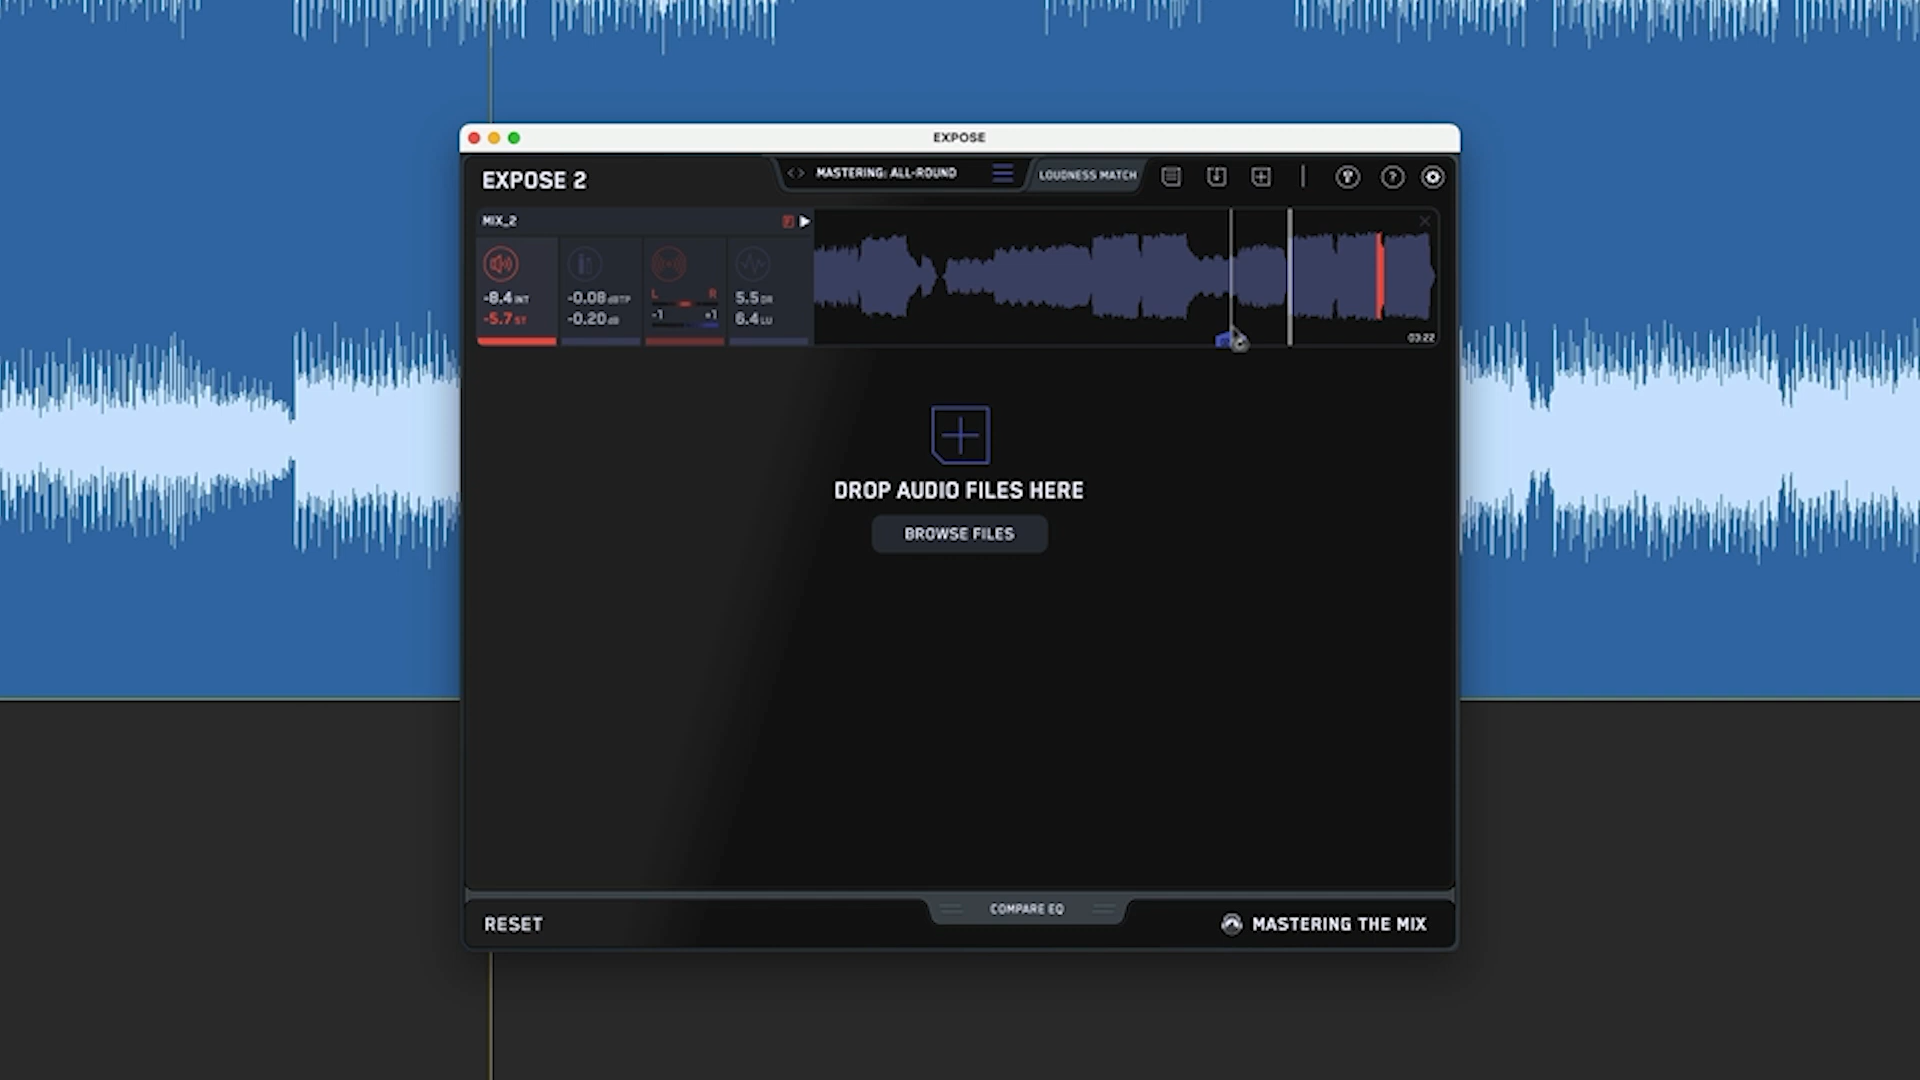 EXPOSE
EXPOSE 2
MASTERING: ALL-ROUND
LOUDNESS MATCH
MIX_2
-8.4 INT
-5.7 ST
-0.08 dBTP
-0.20 dB
L R
-1 +1
5.5 DR
6.4 LU
03:22
DROP AUDIO FILES HERE
BROWSE FILES
RESET
COMPARE EQ
MASTERING THE MIX